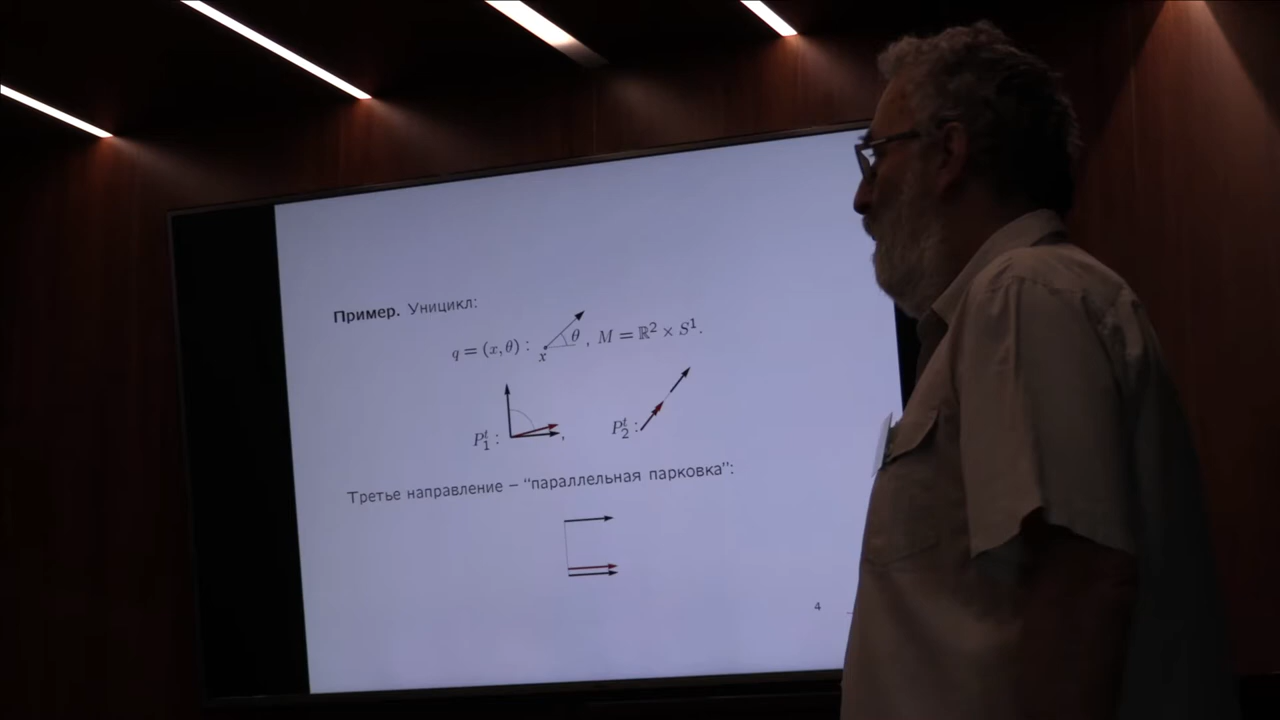 Пример. Уницикл:
q = (x, θ) : x θ , M = ℝ² × S¹.
P₁ᵗ : , P₂ᵗ :
Третье направление – “параллельная парковка”:
4